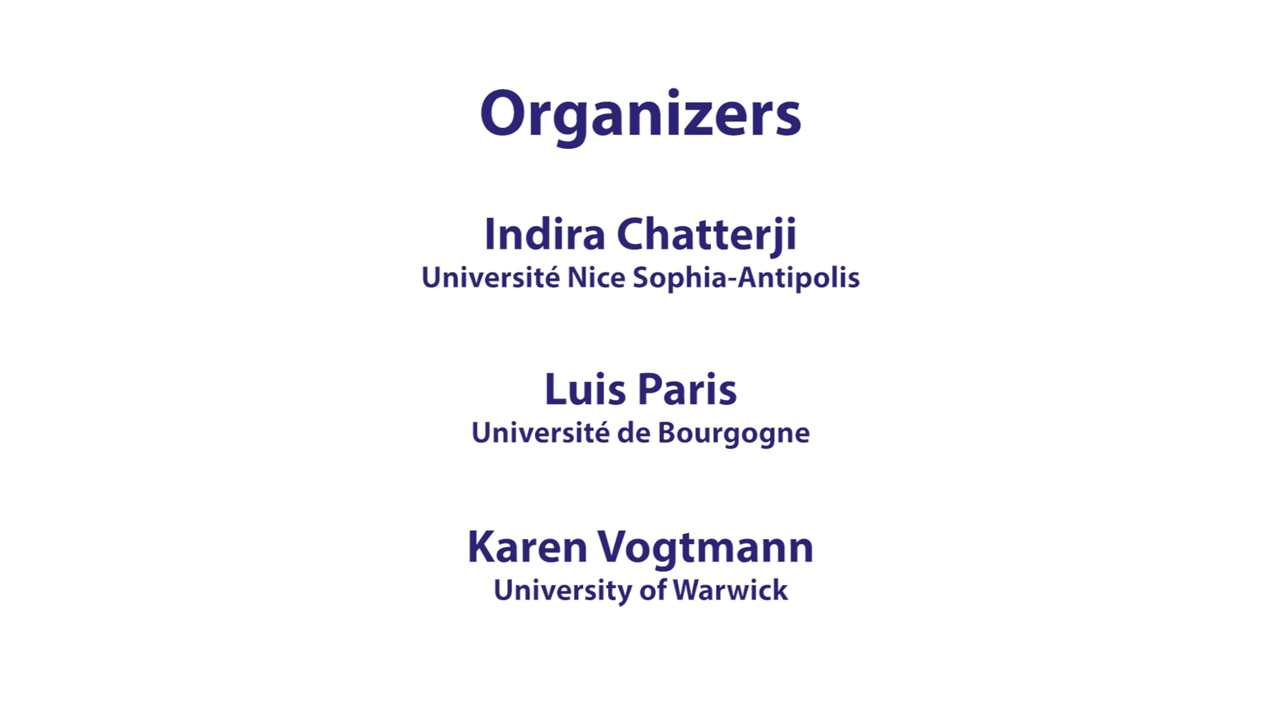 Organizers
Indira Chatterji
Université Nice Sophia-Antipolis
Luis Paris
Université de Bourgogne
Karen Vogtmann
University of Warwick